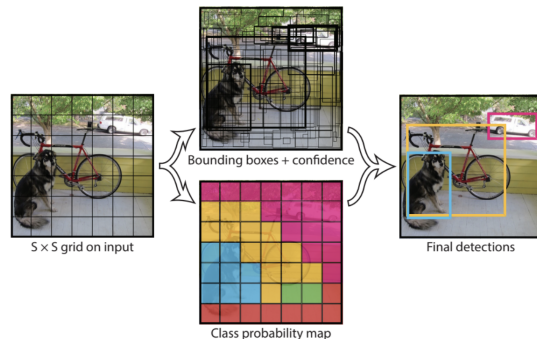 Bounding boxes + confidence
S × S grid on input
Final detections
Class probability map